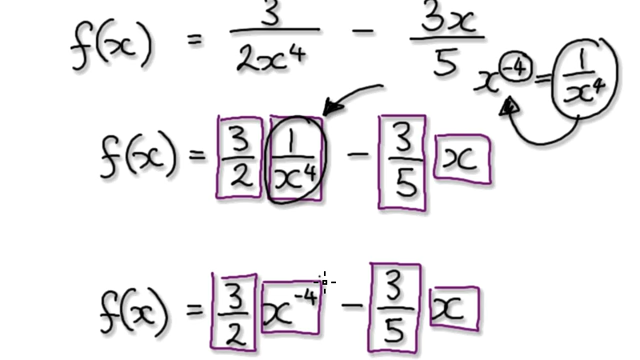 f(x) = 3/(2x⁴) − 3x/5
x⁻⁴ = 1/x⁴
f(x) = 3/2 1/x⁴ − 3/5 x
f(x) = 3/2 x⁻⁴ − 3/5 x